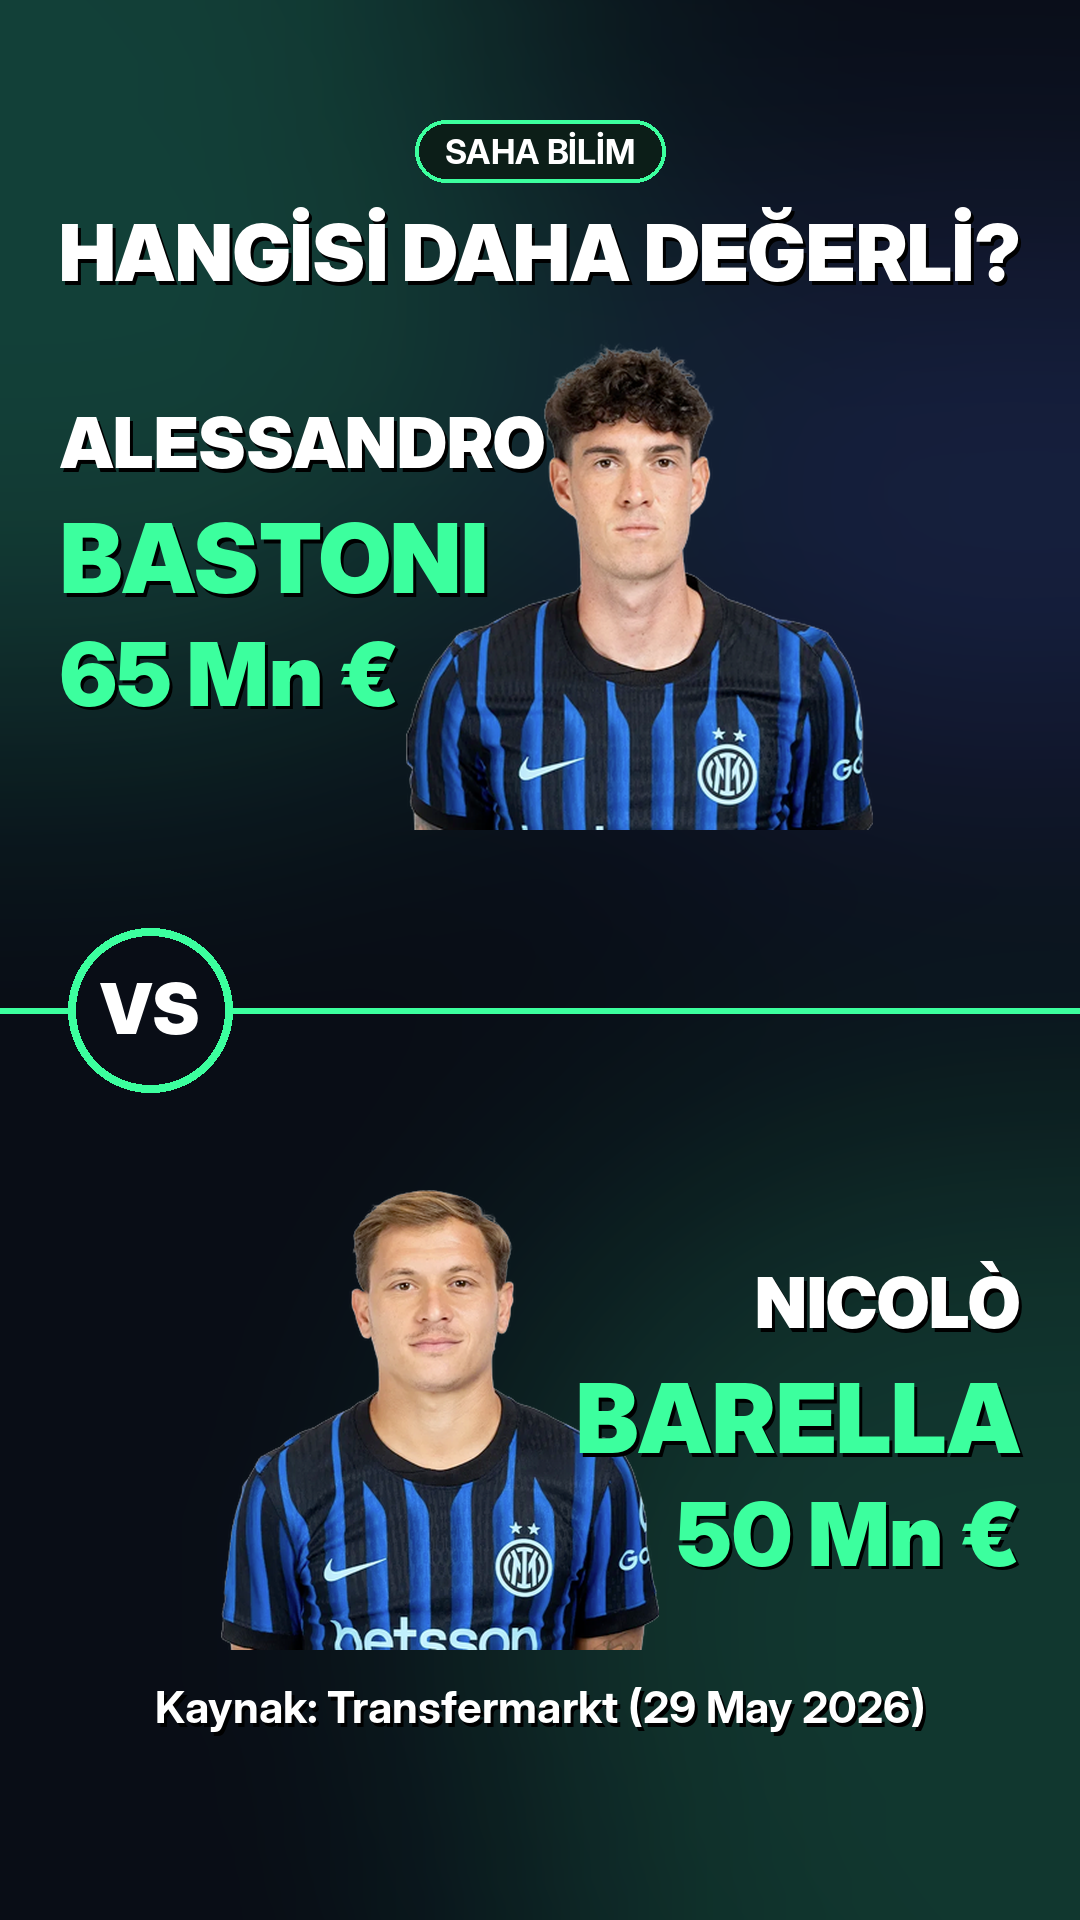 SAHA BİLİM
HANGİSİ DAHA DEĞERLİ?
ALESSANDRO
BASTONI
65 Mn €
VS
NICOLÒ
BARELLA
50 Mn €
betsson
Kaynak: Transfermarkt (29 May 2026)